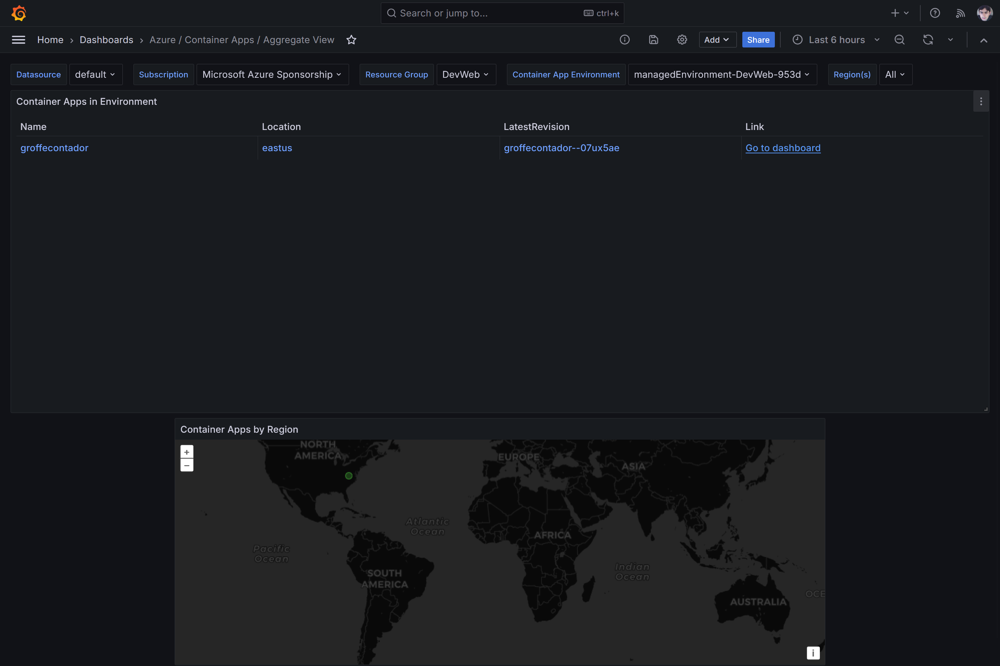 Search or jump to...
ctrl+k
Home
Dashboards
Azure / Container Apps / Aggregate View
Add
Share
Last 6 hours
Datasource
default
Subscription
Microsoft Azure Sponsorship
Resource Group
DevWeb
Container App Environment
managedEnvironment-DevWeb-953d
Region(s)
All
Container Apps in Environment
Name
Location
LatestRevision
Link
groffecontador
eastus
groffecontador--07ux5ae
Go to dashboard
Container Apps by Region
+
−
NORTH
AMERICA
EUROPE
ASIA
Atlantic
Ocean
AFRICA
Pacific
Ocean
Indian
Ocean
SOUTH
AMERICA
OCE
AUSTRALIA
i